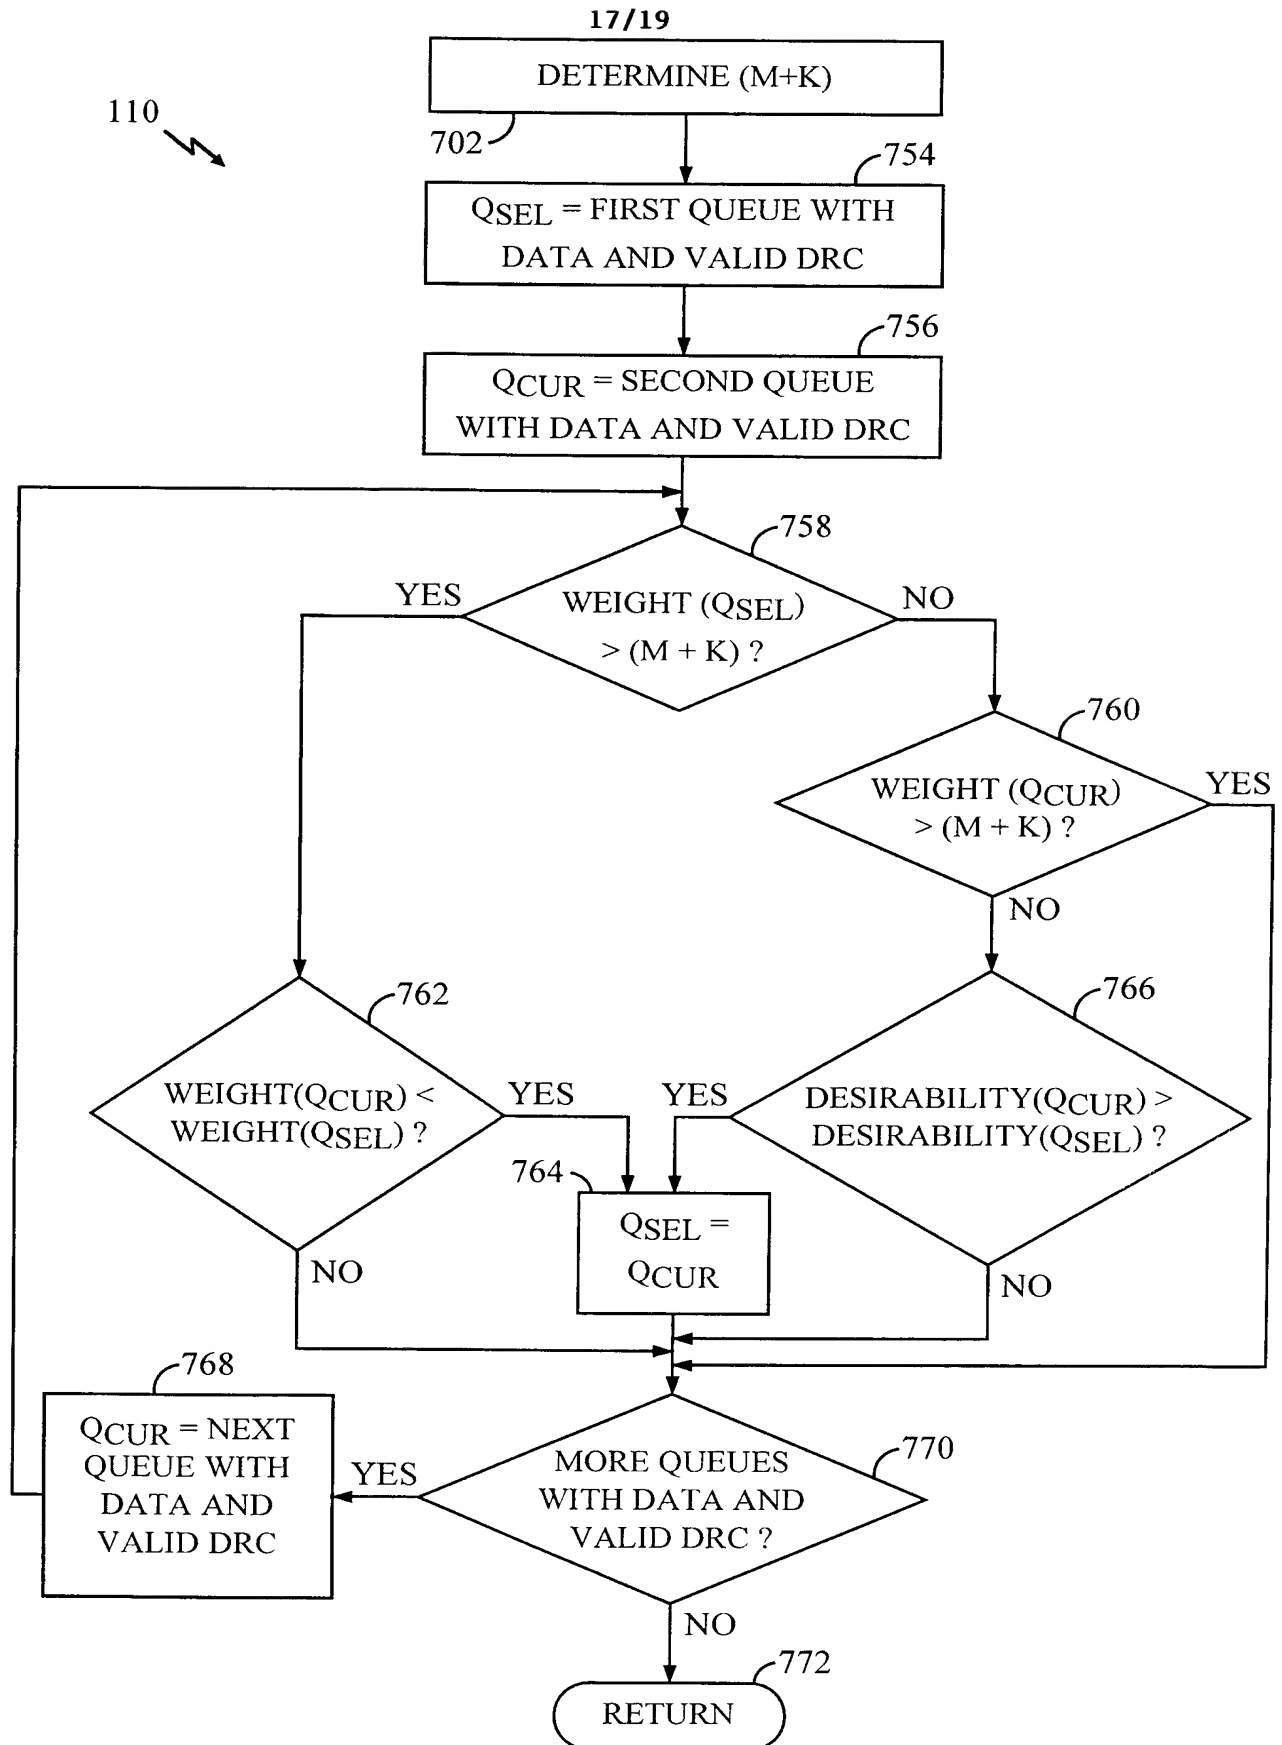 17/19
DETERMINE (M+K)
110
702
754
QSEL = FIRST QUEUE WITH
DATA AND VALID DRC
756
QCUR = SECOND QUEUE
WITH DATA AND VALID DRC
758
YES
WEIGHT (QSEL)
> (M + K) ?
NO
760
WEIGHT (QCUR)
> (M + K) ?
YES
NO
762
WEIGHT(QCUR) <
WEIGHT(QSEL) ?
YES
NO
766
YES
DESIRABILITY(QCUR) >
DESIRABILITY(QSEL) ?
NO
764
QSEL =
QCUR
768
QCUR = NEXT
QUEUE WITH
DATA AND
VALID DRC
YES
770
MORE QUEUES
WITH DATA AND
VALID DRC ?
NO
772
RETURN